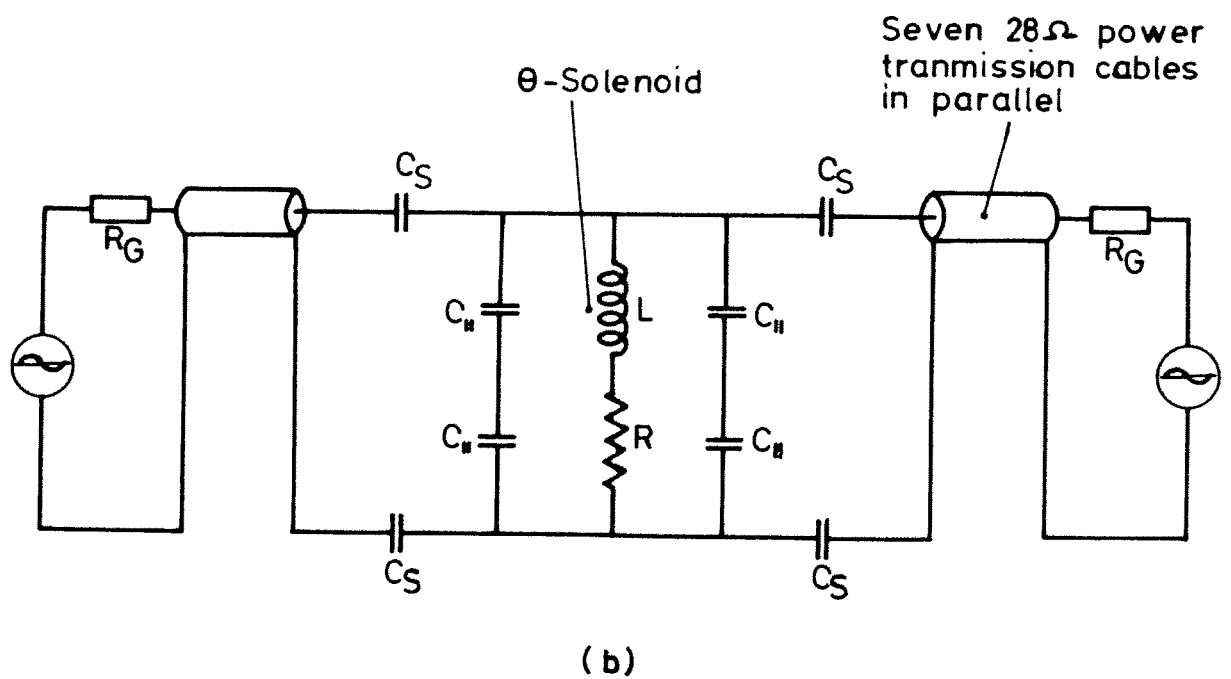 Seven 28Ω power
tranmission cables
in parallel
θ-Solenoid
C_S
C_S
R_G
R_G
C_II
L
C_II
C_II
R
C_II
C_S
C_S
(b)